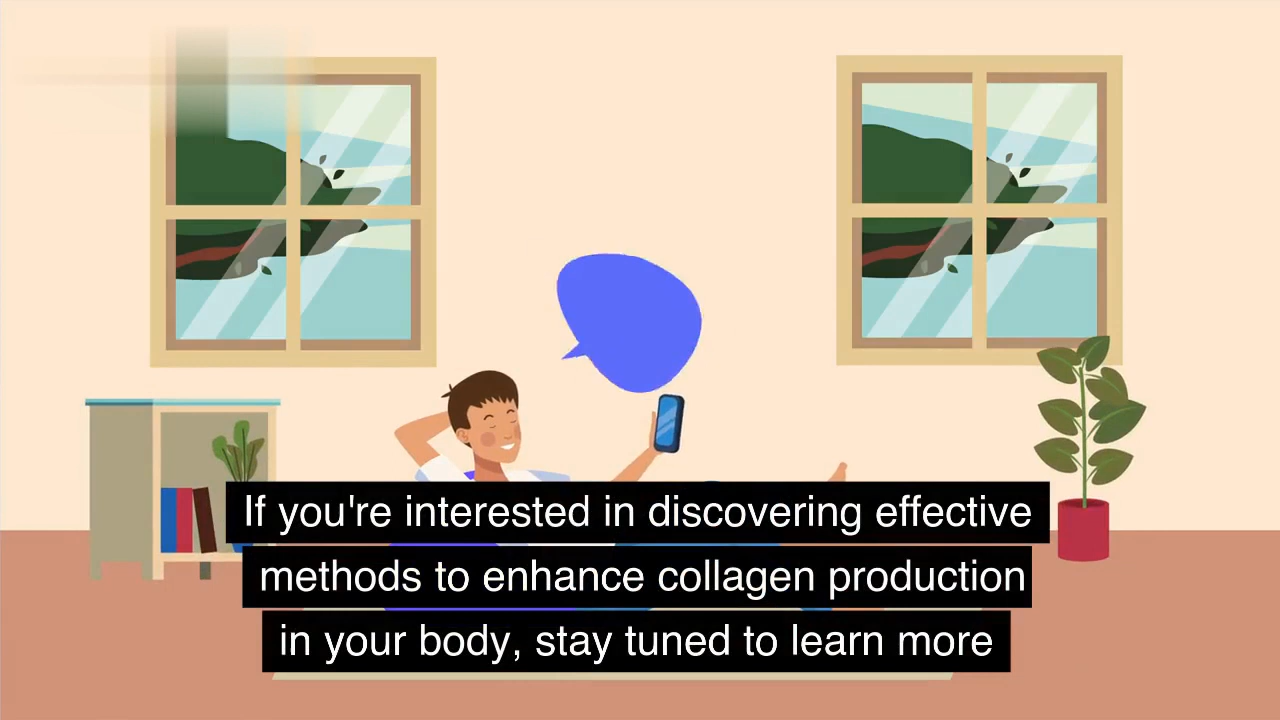 If you're interested in discovering effective
methods to enhance collagen production
in your body, stay tuned to learn more